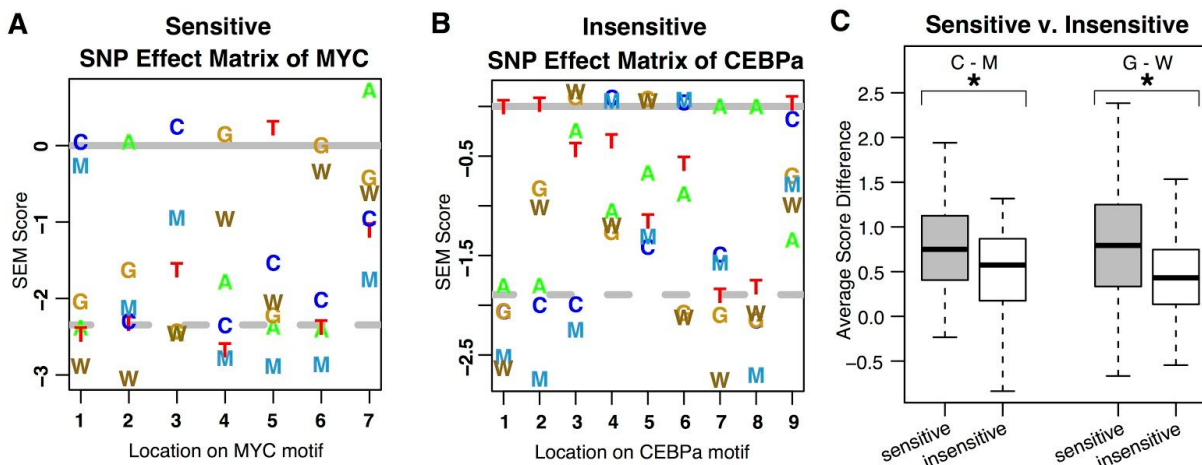 A
Sensitive
SNP Effect Matrix of MYC
SEM Score
0
-1
-2
-3
C M G A T W
A G M C T W
C M T G W
G W A C T M
T C W G A M
G W C T A M
A G W C T M
1 2 3 4 5 6 7
Location on MYC motif
B
Insensitive
SNP Effect Matrix of CEBPa
SEM Score
-0.5
-1.5
-2.5
T A G M W
T G W A C M
W G A T C M
C M T A W G
G W A T M C
M C T A G W
A C M T G W
A T W G M
T C G M W A
1 2 3 4 5 6 7 8 9
Location on CEBPa motif
C
Sensitive v. Insensitive
C - M
G - W
*
*
Average Score Difference
2.5
2.0
1.5
1.0
0.5
0.0
-0.5
sensitive
insensitive
sensitive
insensitive